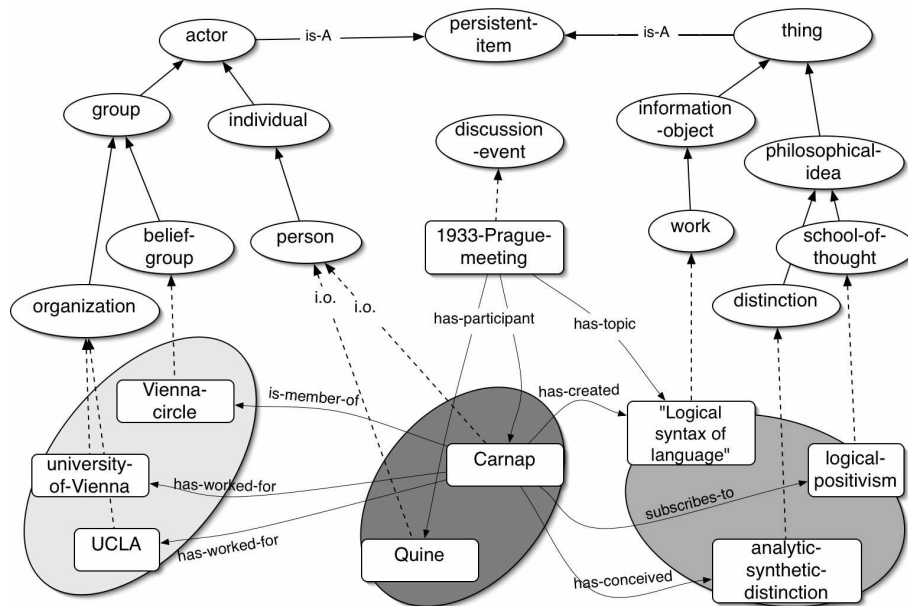 actor
is-A
persistent-
item
is-A
thing
group
individual
information
-object
discussion
-event
philosophical-
idea
belief-
group
person
1933-Prague-
meeting
work
school-of-
thought
organization
i.o.
i.o.
has-participant
has-topic
distinction
Vienna-
circle
is-member-of
has-created
"Logical
syntax of
language"
university-
of-Vienna
has-worked-for
Carnap
logical-
positivism
subscribes-to
UCLA
has-worked-for
Quine
has-conceived
analytic-
synthetic-
distinction